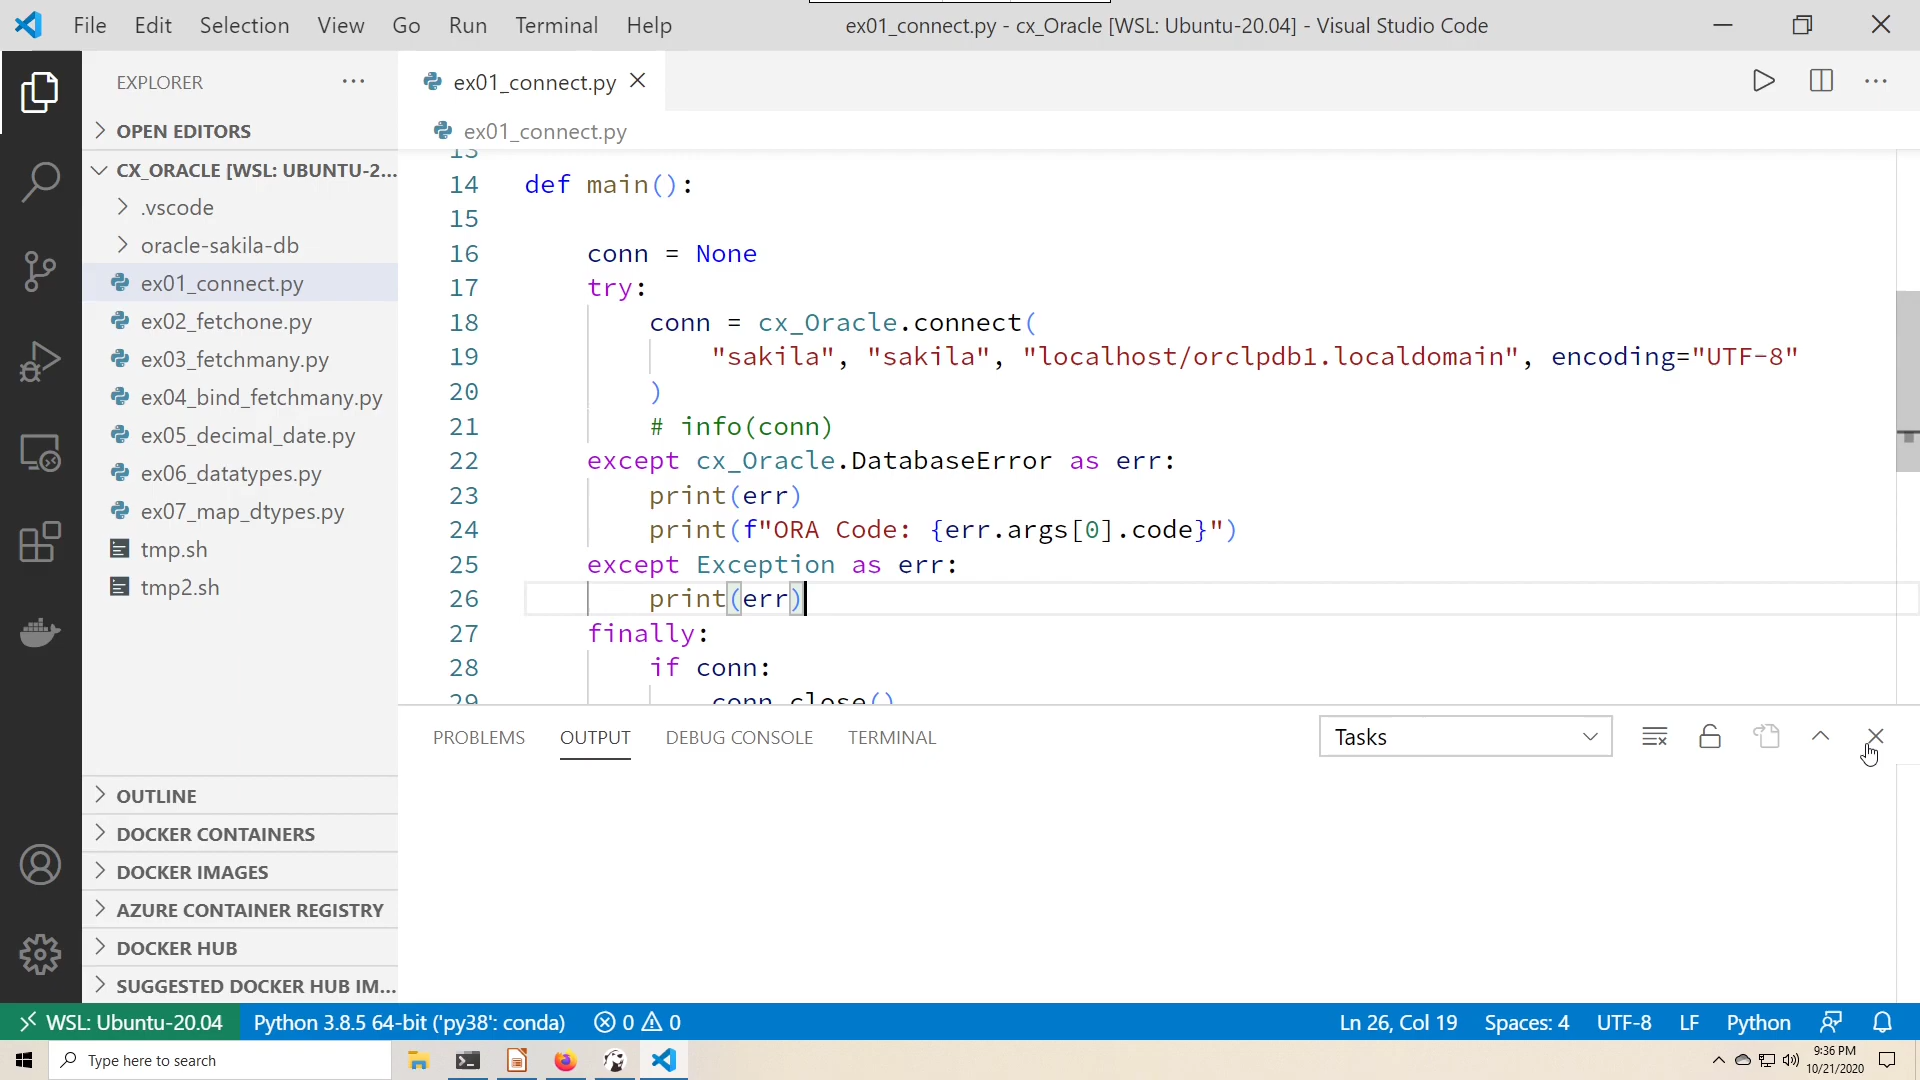 File Edit Selection View Go Run Terminal Help
ex01_connect.py - cx_Oracle [WSL: Ubuntu-20.04] - Visual Studio Code
EXPLORER
OPEN EDITORS
CX_ORACLE [WSL: UBUNTU-2...
.vscode
oracle-sakila-db
ex01_connect.py
ex02_fetchone.py
ex03_fetchmany.py
ex04_bind_fetchmany.py
ex05_decimal_date.py
ex06_datatypes.py
ex07_map_dtypes.py
tmp.sh
tmp2.sh
OUTLINE
DOCKER CONTAINERS
DOCKER IMAGES
AZURE CONTAINER REGISTRY
DOCKER HUB
SUGGESTED DOCKER HUB IM...
ex01_connect.py
ex01_connect.py
13
14 def main():
15
16 conn = None
17 try:
18 conn = cx_Oracle.connect(
19 "sakila", "sakila", "localhost/orclpdb1.localdomain", encoding="UTF-8"
20 )
21 # info(conn)
22 except cx_Oracle.DatabaseError as err:
23 print(err)
24 print(f"ORA Code: {err.args[0].code}")
25 except Exception as err:
26 print(err)
27 finally:
28 if conn:
29 conn.close()
PROBLEMS OUTPUT DEBUG CONSOLE TERMINAL
Tasks
WSL: Ubuntu-20.04 Python 3.8.5 64-bit ('py38': conda) 0 0 Ln 26, Col 19 Spaces: 4 UTF-8 LF Python
Type here to search
9:36 PM
10/21/2020